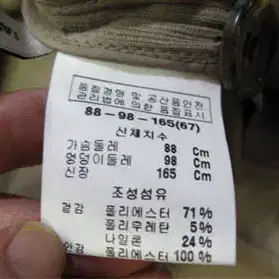 품질경영 및 공산품안전
관리법에 의한 품질표시
88-98-165(67)
신체치수
가슴둘레 88 Cm
엉덩이둘레 98 Cm
신장 165 Cm
조성섬유
겉감 폴리에스터 71%
폴리우레탄 5%
나일론 24%
안감 폴리에스터 100%